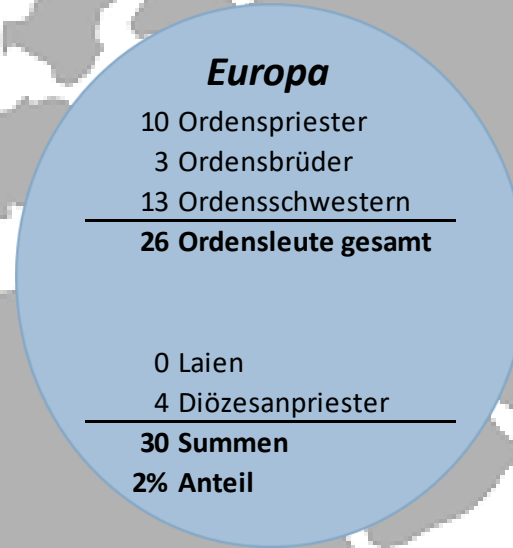 Europa
10 Ordenspriester
3 Ordensbrüder
13 Ordensschwestern
26 Ordensleute gesamt
0 Laien
4 Diözesanpriester
30 Summen
2% Anteil